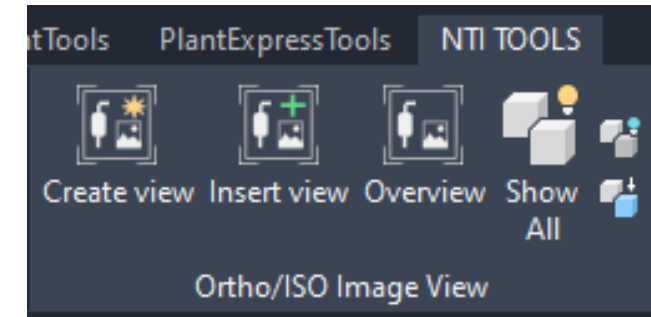 tTools PlantExpressTools NTI TOOLS
Create view Insert view Overview Show All
Ortho/ISO Image View